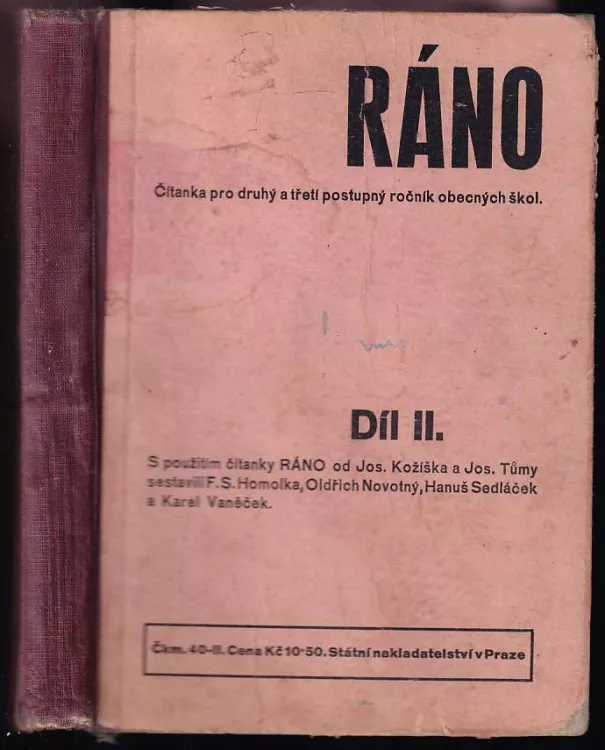 RÁNO
Čítanka pro druhý a třetí postupný ročník obecných škol.
Díl II.
S použitím čítanky RÁNO od Jos. Kožíška a Jos. Tůmy
sestavili F. S. Homolka, Oldřich Novotný, Hanuš Sedláček
a Karel Vaněček.
Čkm. 40-II. Cena Kč 10·50. Státní nakladatelství v Praze